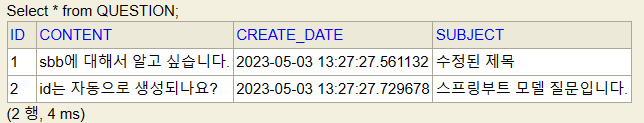 Select * from QUESTION;
ID CONTENT CREATE_DATE SUBJECT
1 sbb에 대해서 알고 싶습니다. 2023-05-03 13:27:27.561132 수정된 제목
2 id는 자동으로 생성되나요? 2023-05-03 13:27:27.729678 스프링부트 모델 질문입니다.
(2 행, 4 ms)